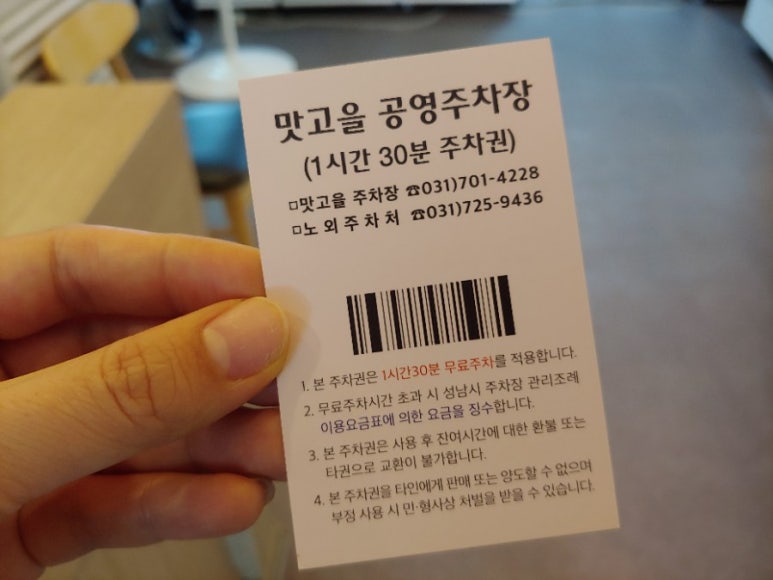 맛고을 공영주차장
(1시간 30분 주차권)
□맛고을 주차장 ☎031)701-4228
□노 외 주 차 처 ☎031)725-9436
1. 본 주차권은 1시간30분 무료주차를 적용합니다.
2. 무료주차시간 초과 시 성남시 주차장 관리조례
이용요금표에 의한 요금을 징수합니다.
3. 본 주차권은 사용 후 잔여시간에 대한 환불 또는
타권으로 교환이 불가합니다.
4. 본 주차권을 타인에게 판매 또는 양도할 수 없으며
부정 사용 시 민·형사상 처벌을 받을 수 있습니다.